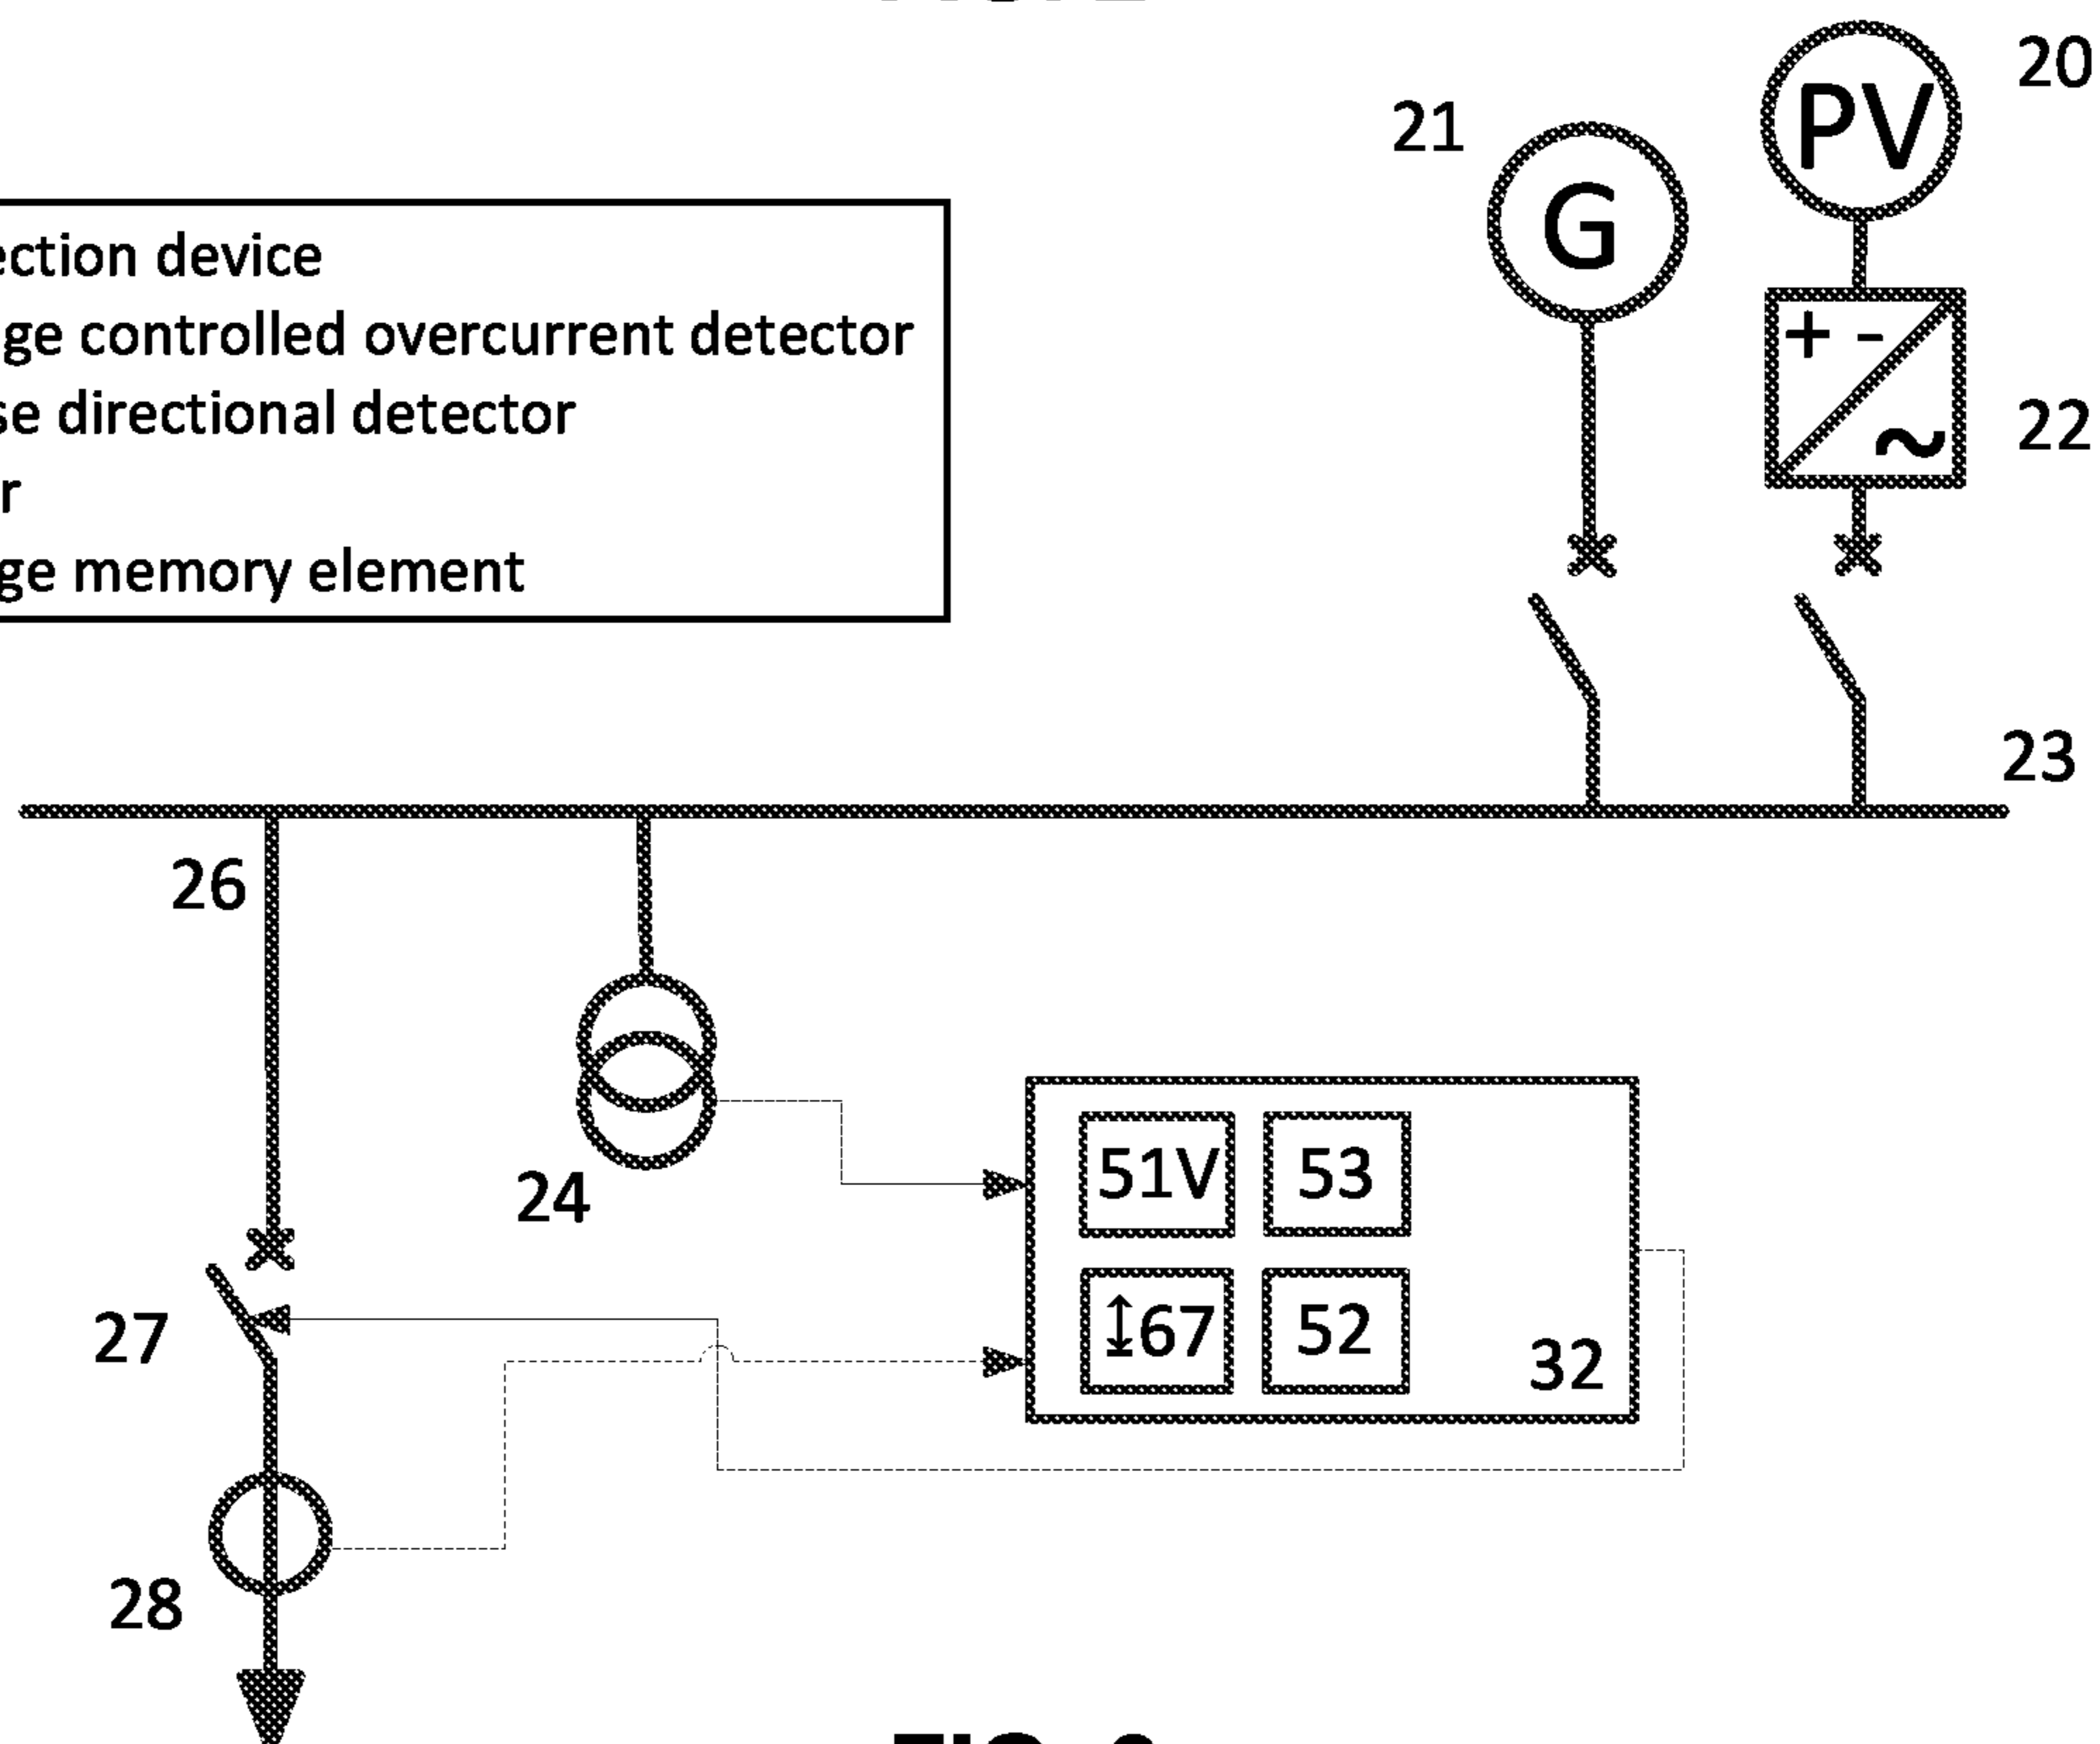 20
PV
21
G
ection device
ge controlled overcurrent detector
se directional detector
r
ge memory element
+ -
~
22
23
26
24
51V 53
27
↕67 52
32
28